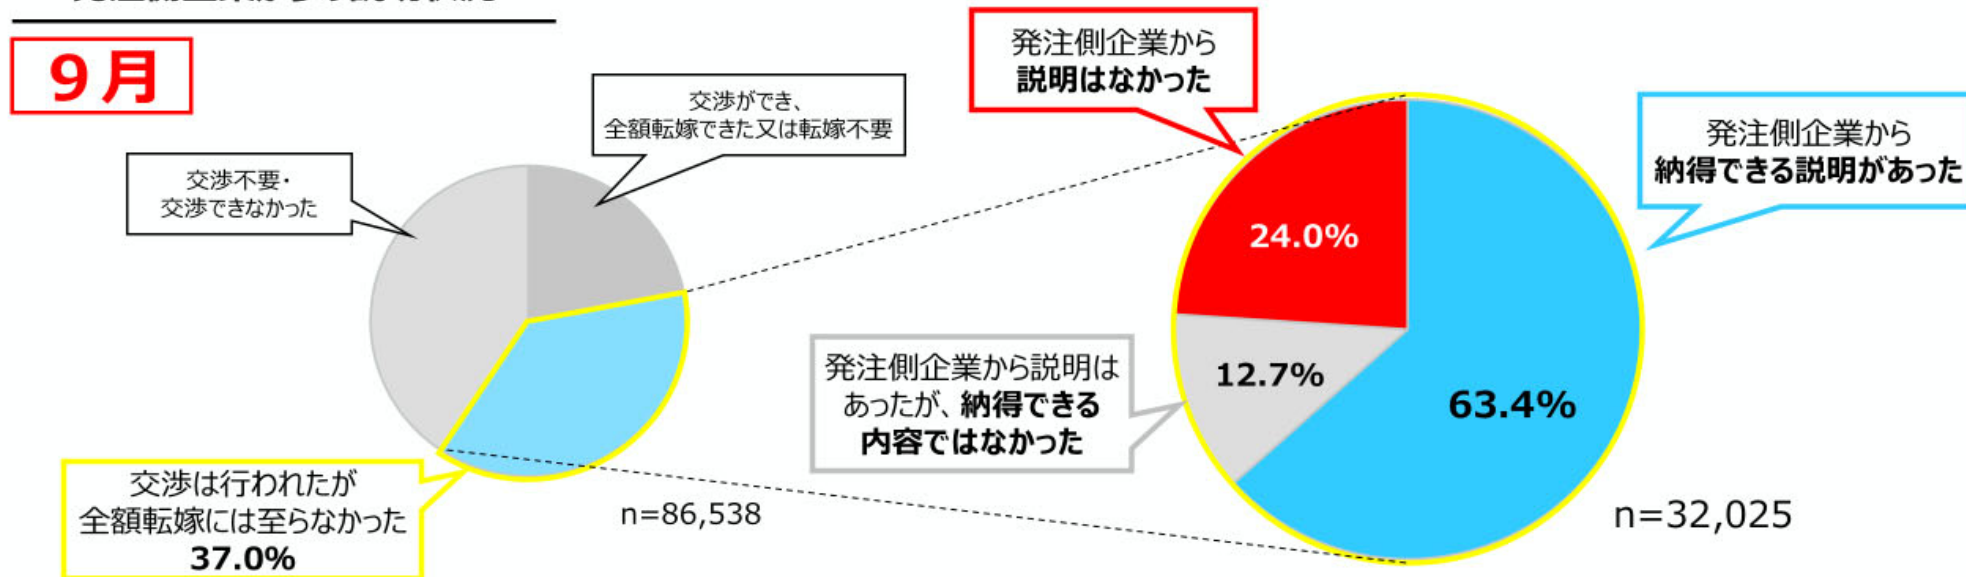 9月
交渉ができ、
全額転嫁できた又は転嫁不要
交渉不要・
交渉できなかった
交渉は行われたが
全額転嫁には至らなかった
37.0%
n=86,538
発注側企業から
説明はなかった
発注側企業から
納得できる説明があった
24.0%
12.7%
63.4%
発注側企業から説明は
あったが、納得できる
内容ではなかった
n=32,025